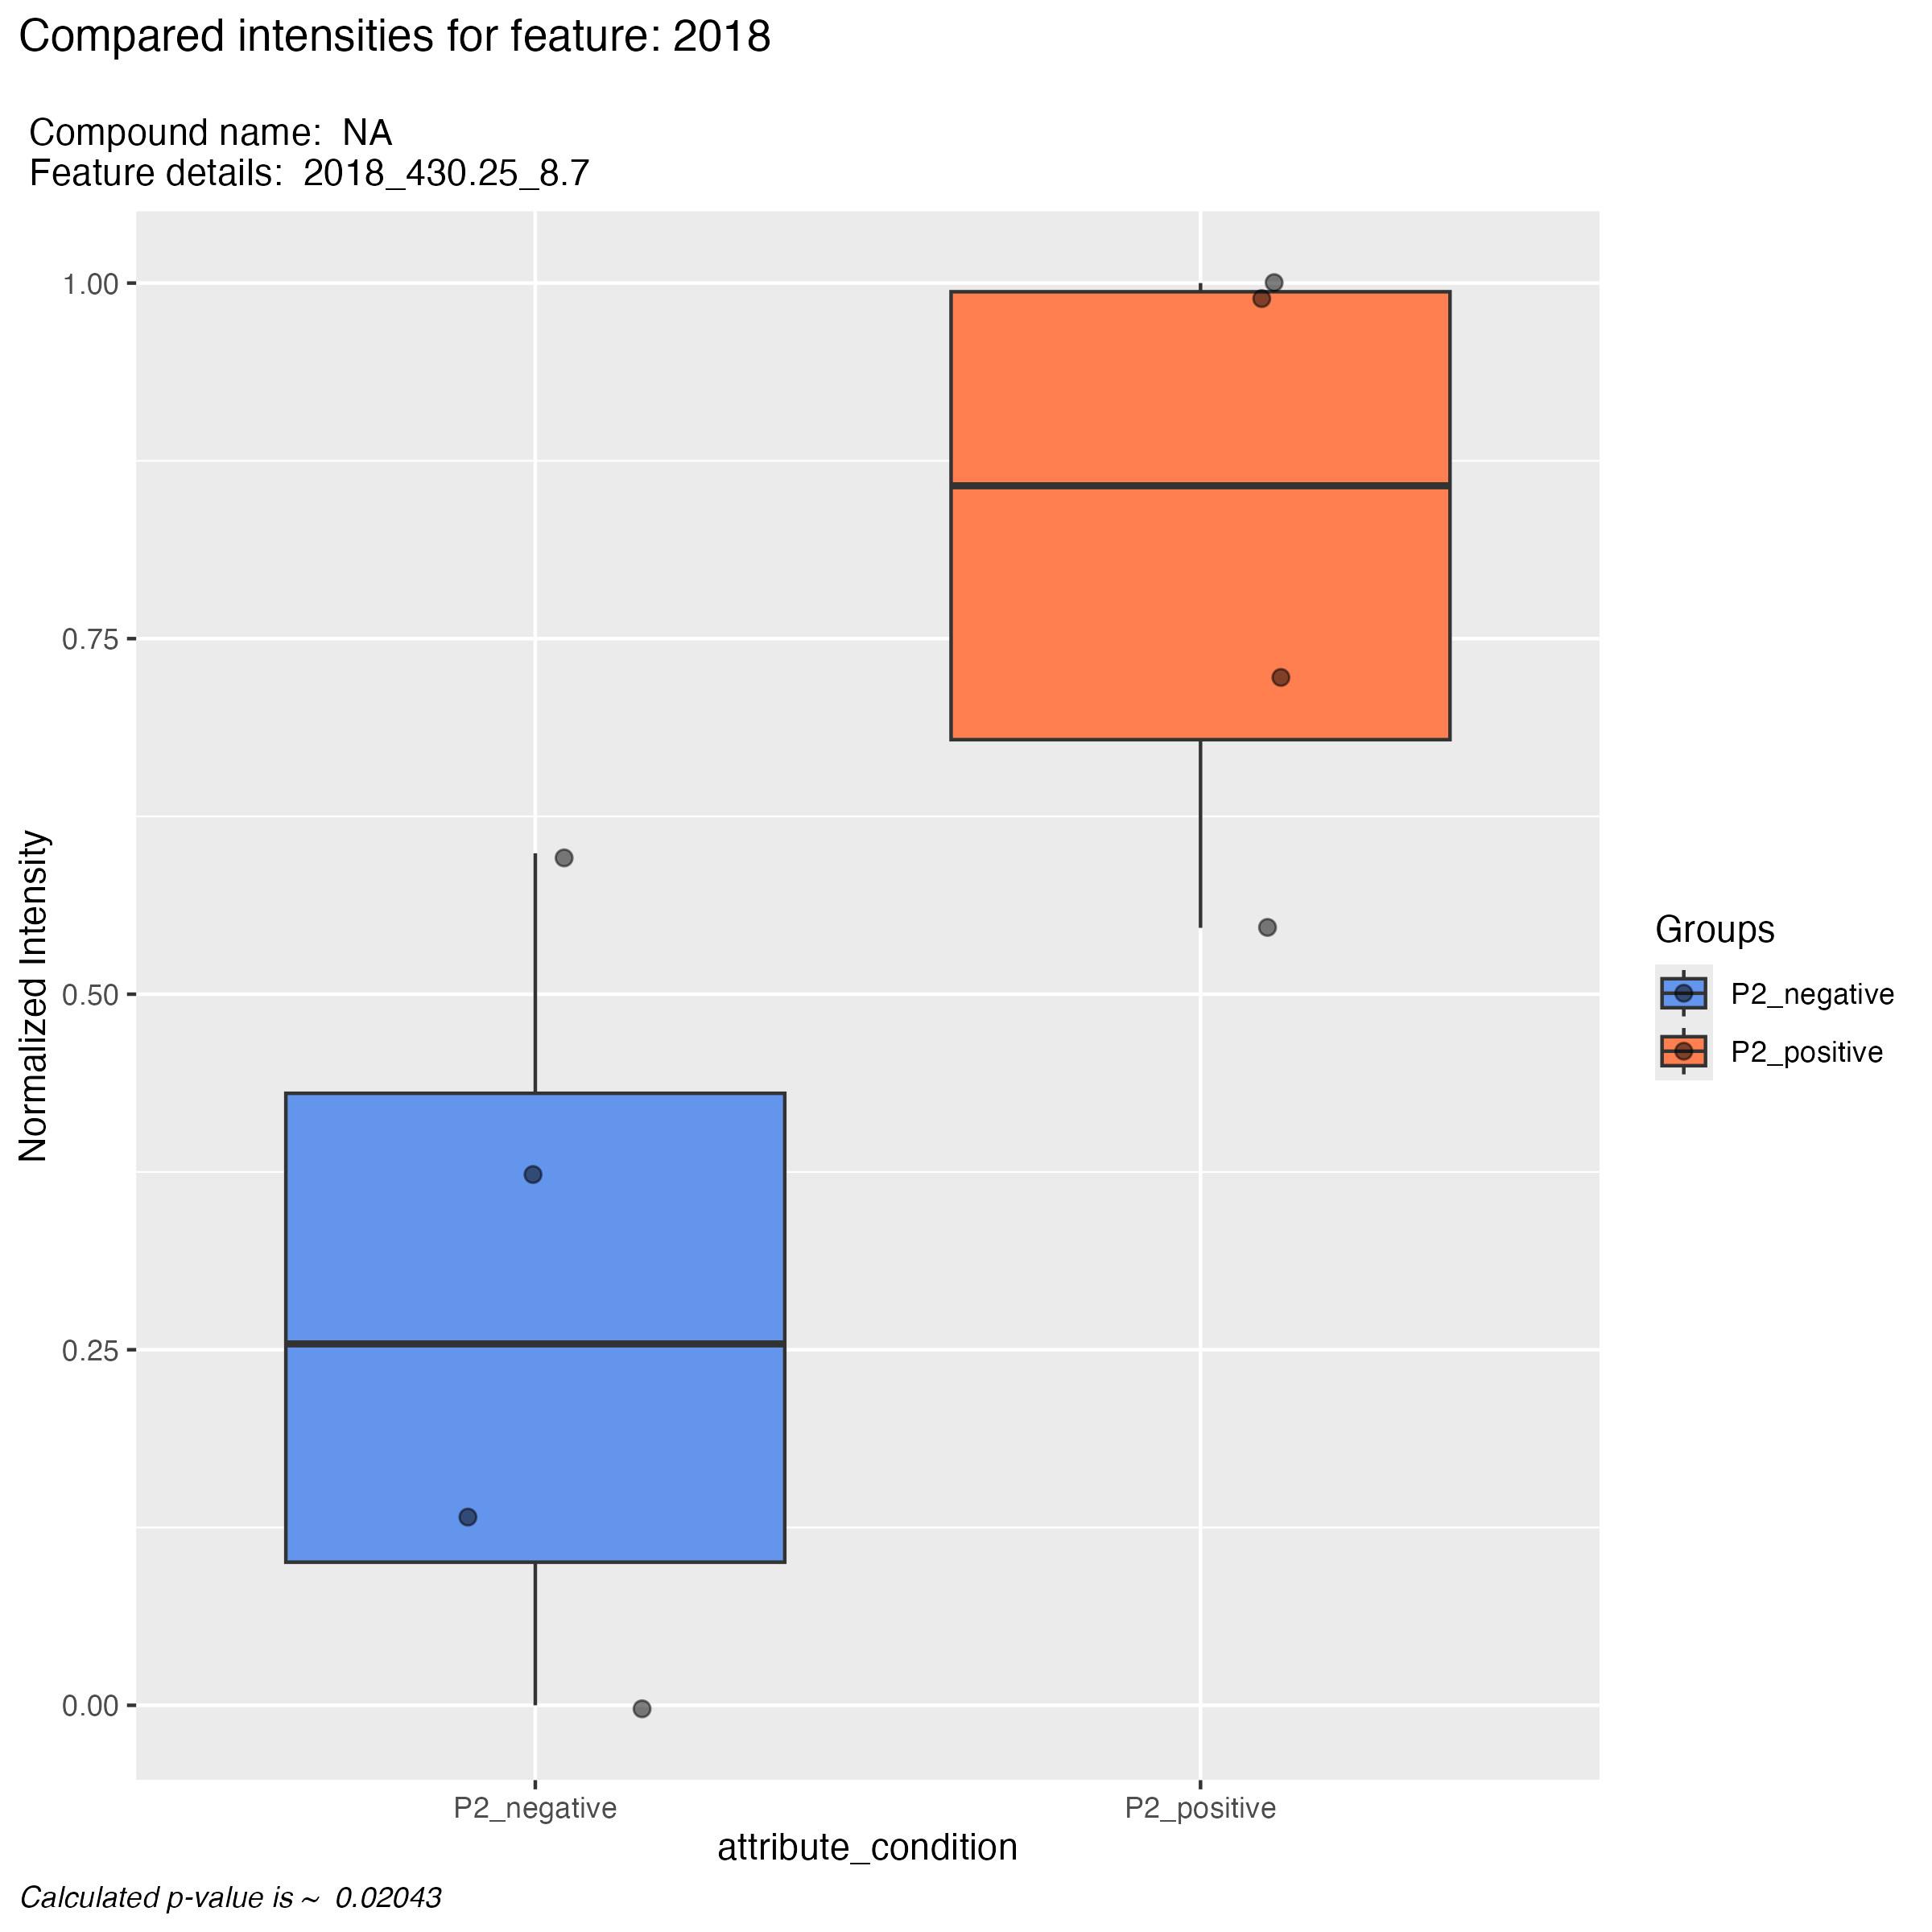 Compared intensities for feature: 2018
Compound name:  NA
Feature details:  2018_430.25_8.7
Normalized Intensity
1.00
0.75
0.50
0.25
0.00
P2_negative
P2_positive
attribute_condition
Groups
P2_negative
P2_positive
Calculated p-value is ~  0.02043